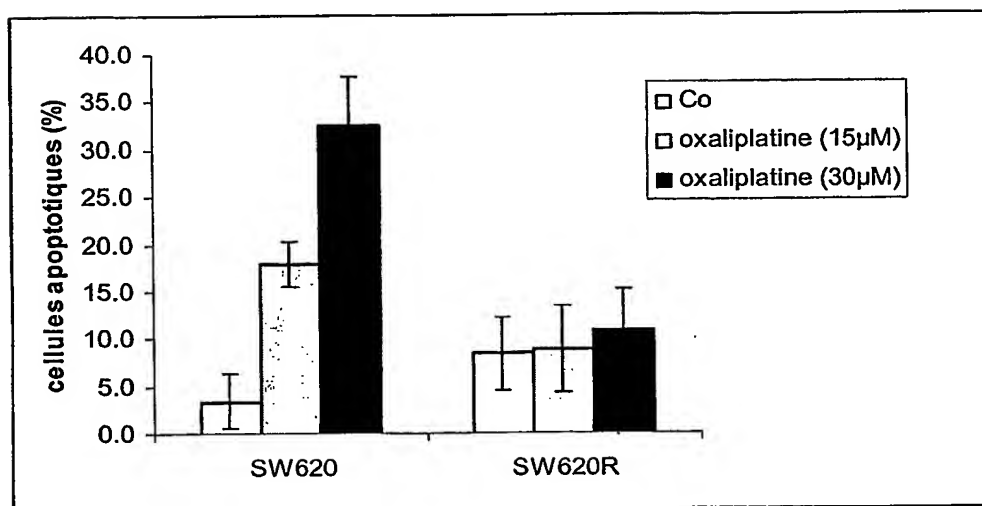 cellules apoptotiques (%)
40.0
35.0
30.0
25.0
20.0
15.0
10.0
5.0
0.0
SW620
SW620R
Co
oxaliplatine (15µM)
oxaliplatine (30µM)